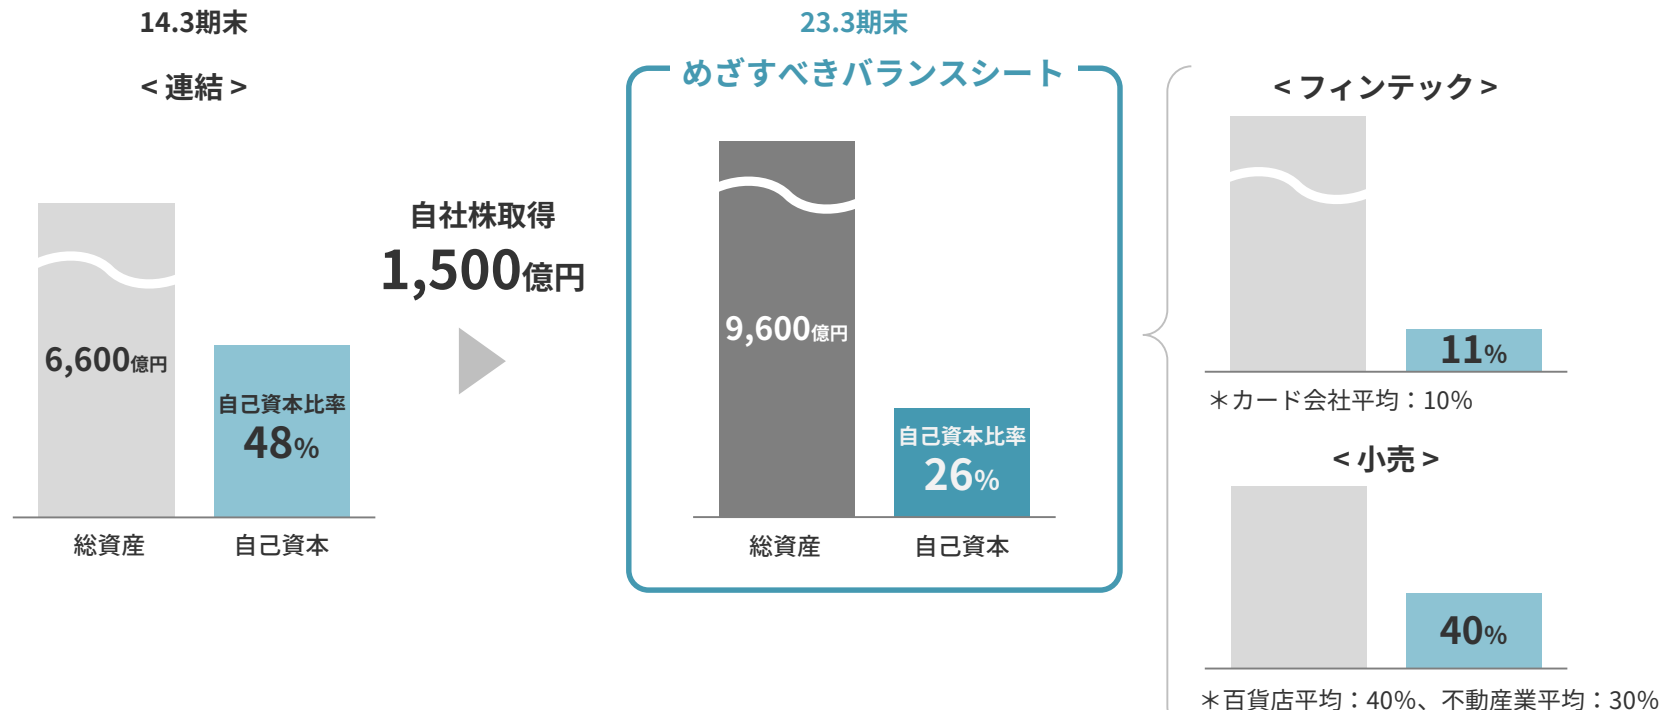 14.3期末
< 連結 >
6,600億円
自己資本比率
48%
総資産
自己資本
自社株取得
1,500億円
23.3期末
めざすべきバランスシート
9,600億円
自己資本比率
26%
総資産
自己資本
< フィンテック >
11%
＊カード会社平均：10%
< 小売 >
40%
＊百貨店平均：40%、不動産業平均：30%